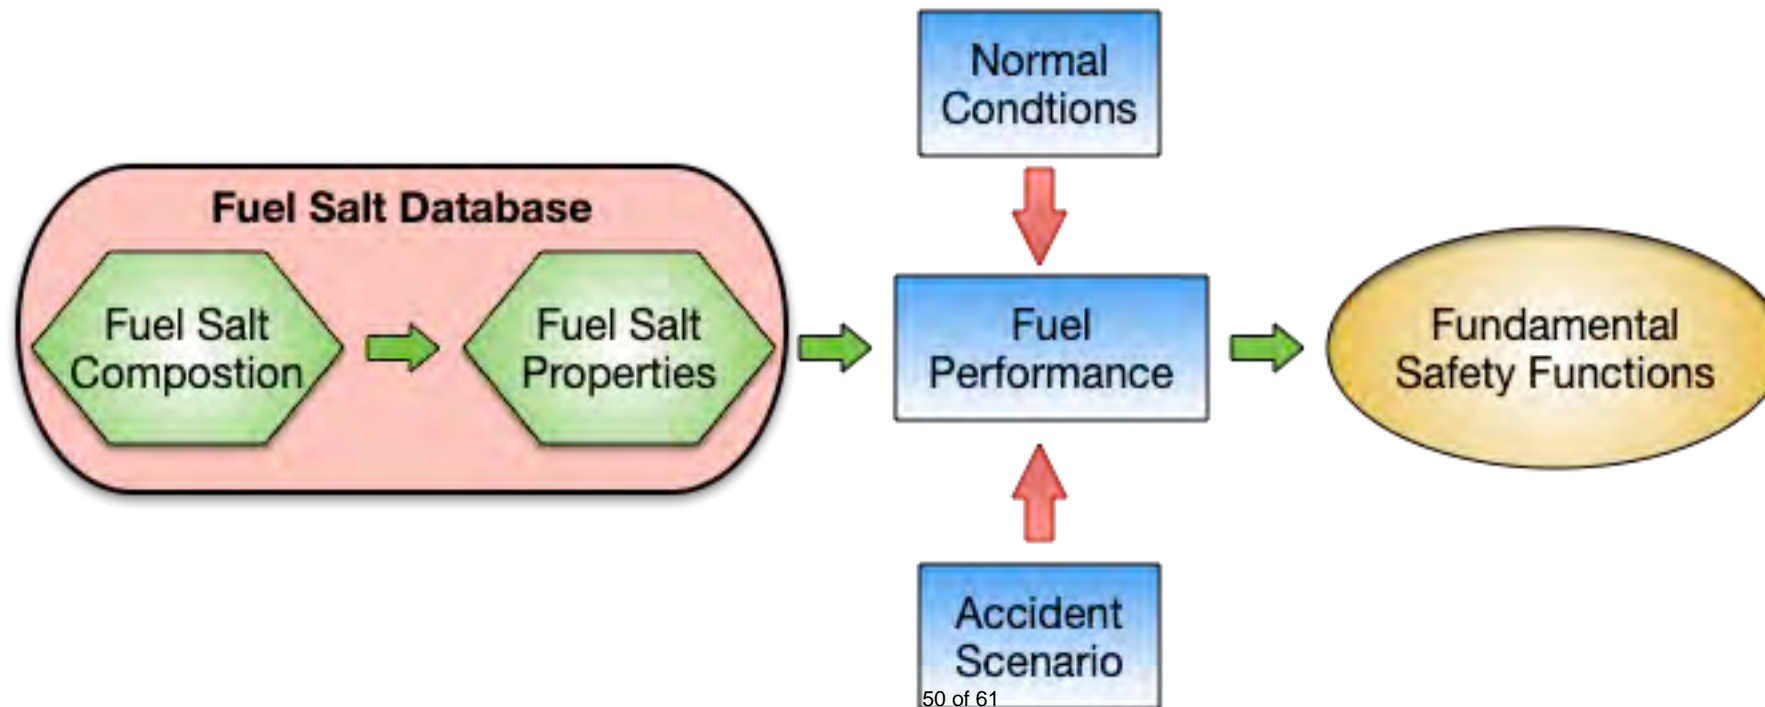 Normal
Condtions
Fuel Salt Database
Fuel Salt
Compostion
Fuel Salt
Properties
Fuel
Performance
Fundamental
Safety Functions
Accident
Scenario
50 of 61